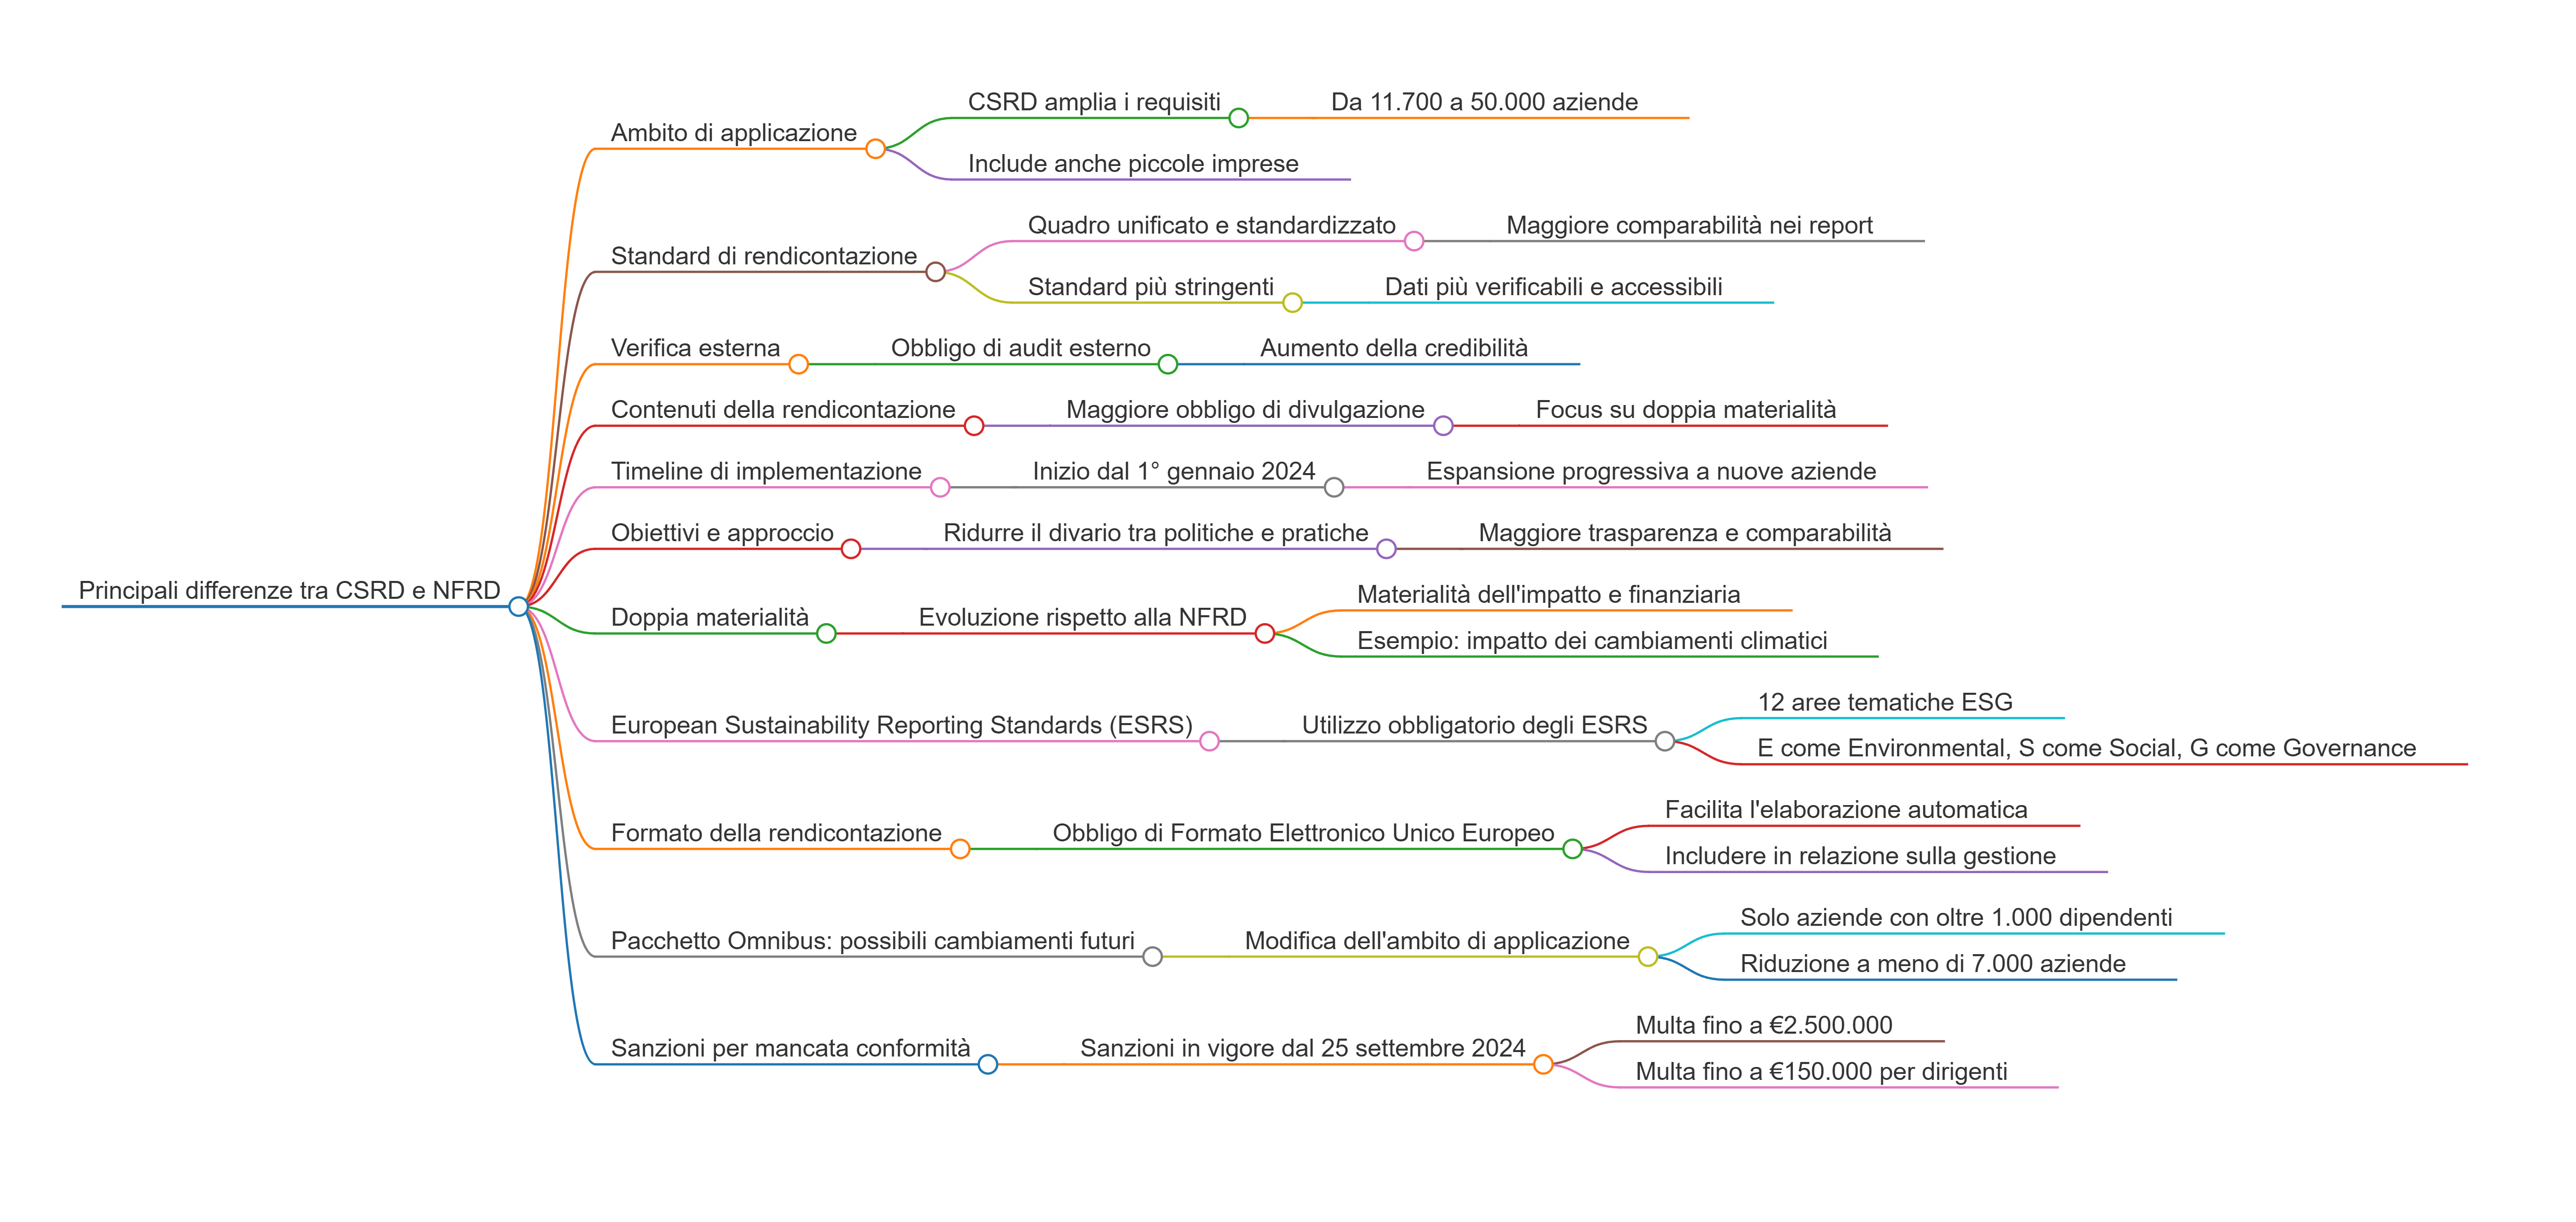 Principali differenze tra CSRD e NFRD
Ambito di applicazione
CSRD amplia i requisiti
Da 11.700 a 50.000 aziende
Include anche piccole imprese
Standard di rendicontazione
Quadro unificato e standardizzato
Maggiore comparabilità nei report
Standard più stringenti
Dati più verificabili e accessibili
Verifica esterna
Obbligo di audit esterno
Aumento della credibilità
Contenuti della rendicontazione
Maggiore obbligo di divulgazione
Focus su doppia materialità
Timeline di implementazione
Inizio dal 1° gennaio 2024
Espansione progressiva a nuove aziende
Obiettivi e approccio
Ridurre il divario tra politiche e pratiche
Maggiore trasparenza e comparabilità
Doppia materialità
Evoluzione rispetto alla NFRD
Materialità dell'impatto e finanziaria
Esempio: impatto dei cambiamenti climatici
European Sustainability Reporting Standards (ESRS)
Utilizzo obbligatorio degli ESRS
12 aree tematiche ESG
E come Environmental, S come Social, G come Governance
Formato della rendicontazione
Obbligo di Formato Elettronico Unico Europeo
Facilita l'elaborazione automatica
Includere in relazione sulla gestione
Pacchetto Omnibus: possibili cambiamenti futuri
Modifica dell'ambito di applicazione
Solo aziende con oltre 1.000 dipendenti
Riduzione a meno di 7.000 aziende
Sanzioni per mancata conformità
Sanzioni in vigore dal 25 settembre 2024
Multa fino a €2.500.000
Multa fino a €150.000 per dirigenti